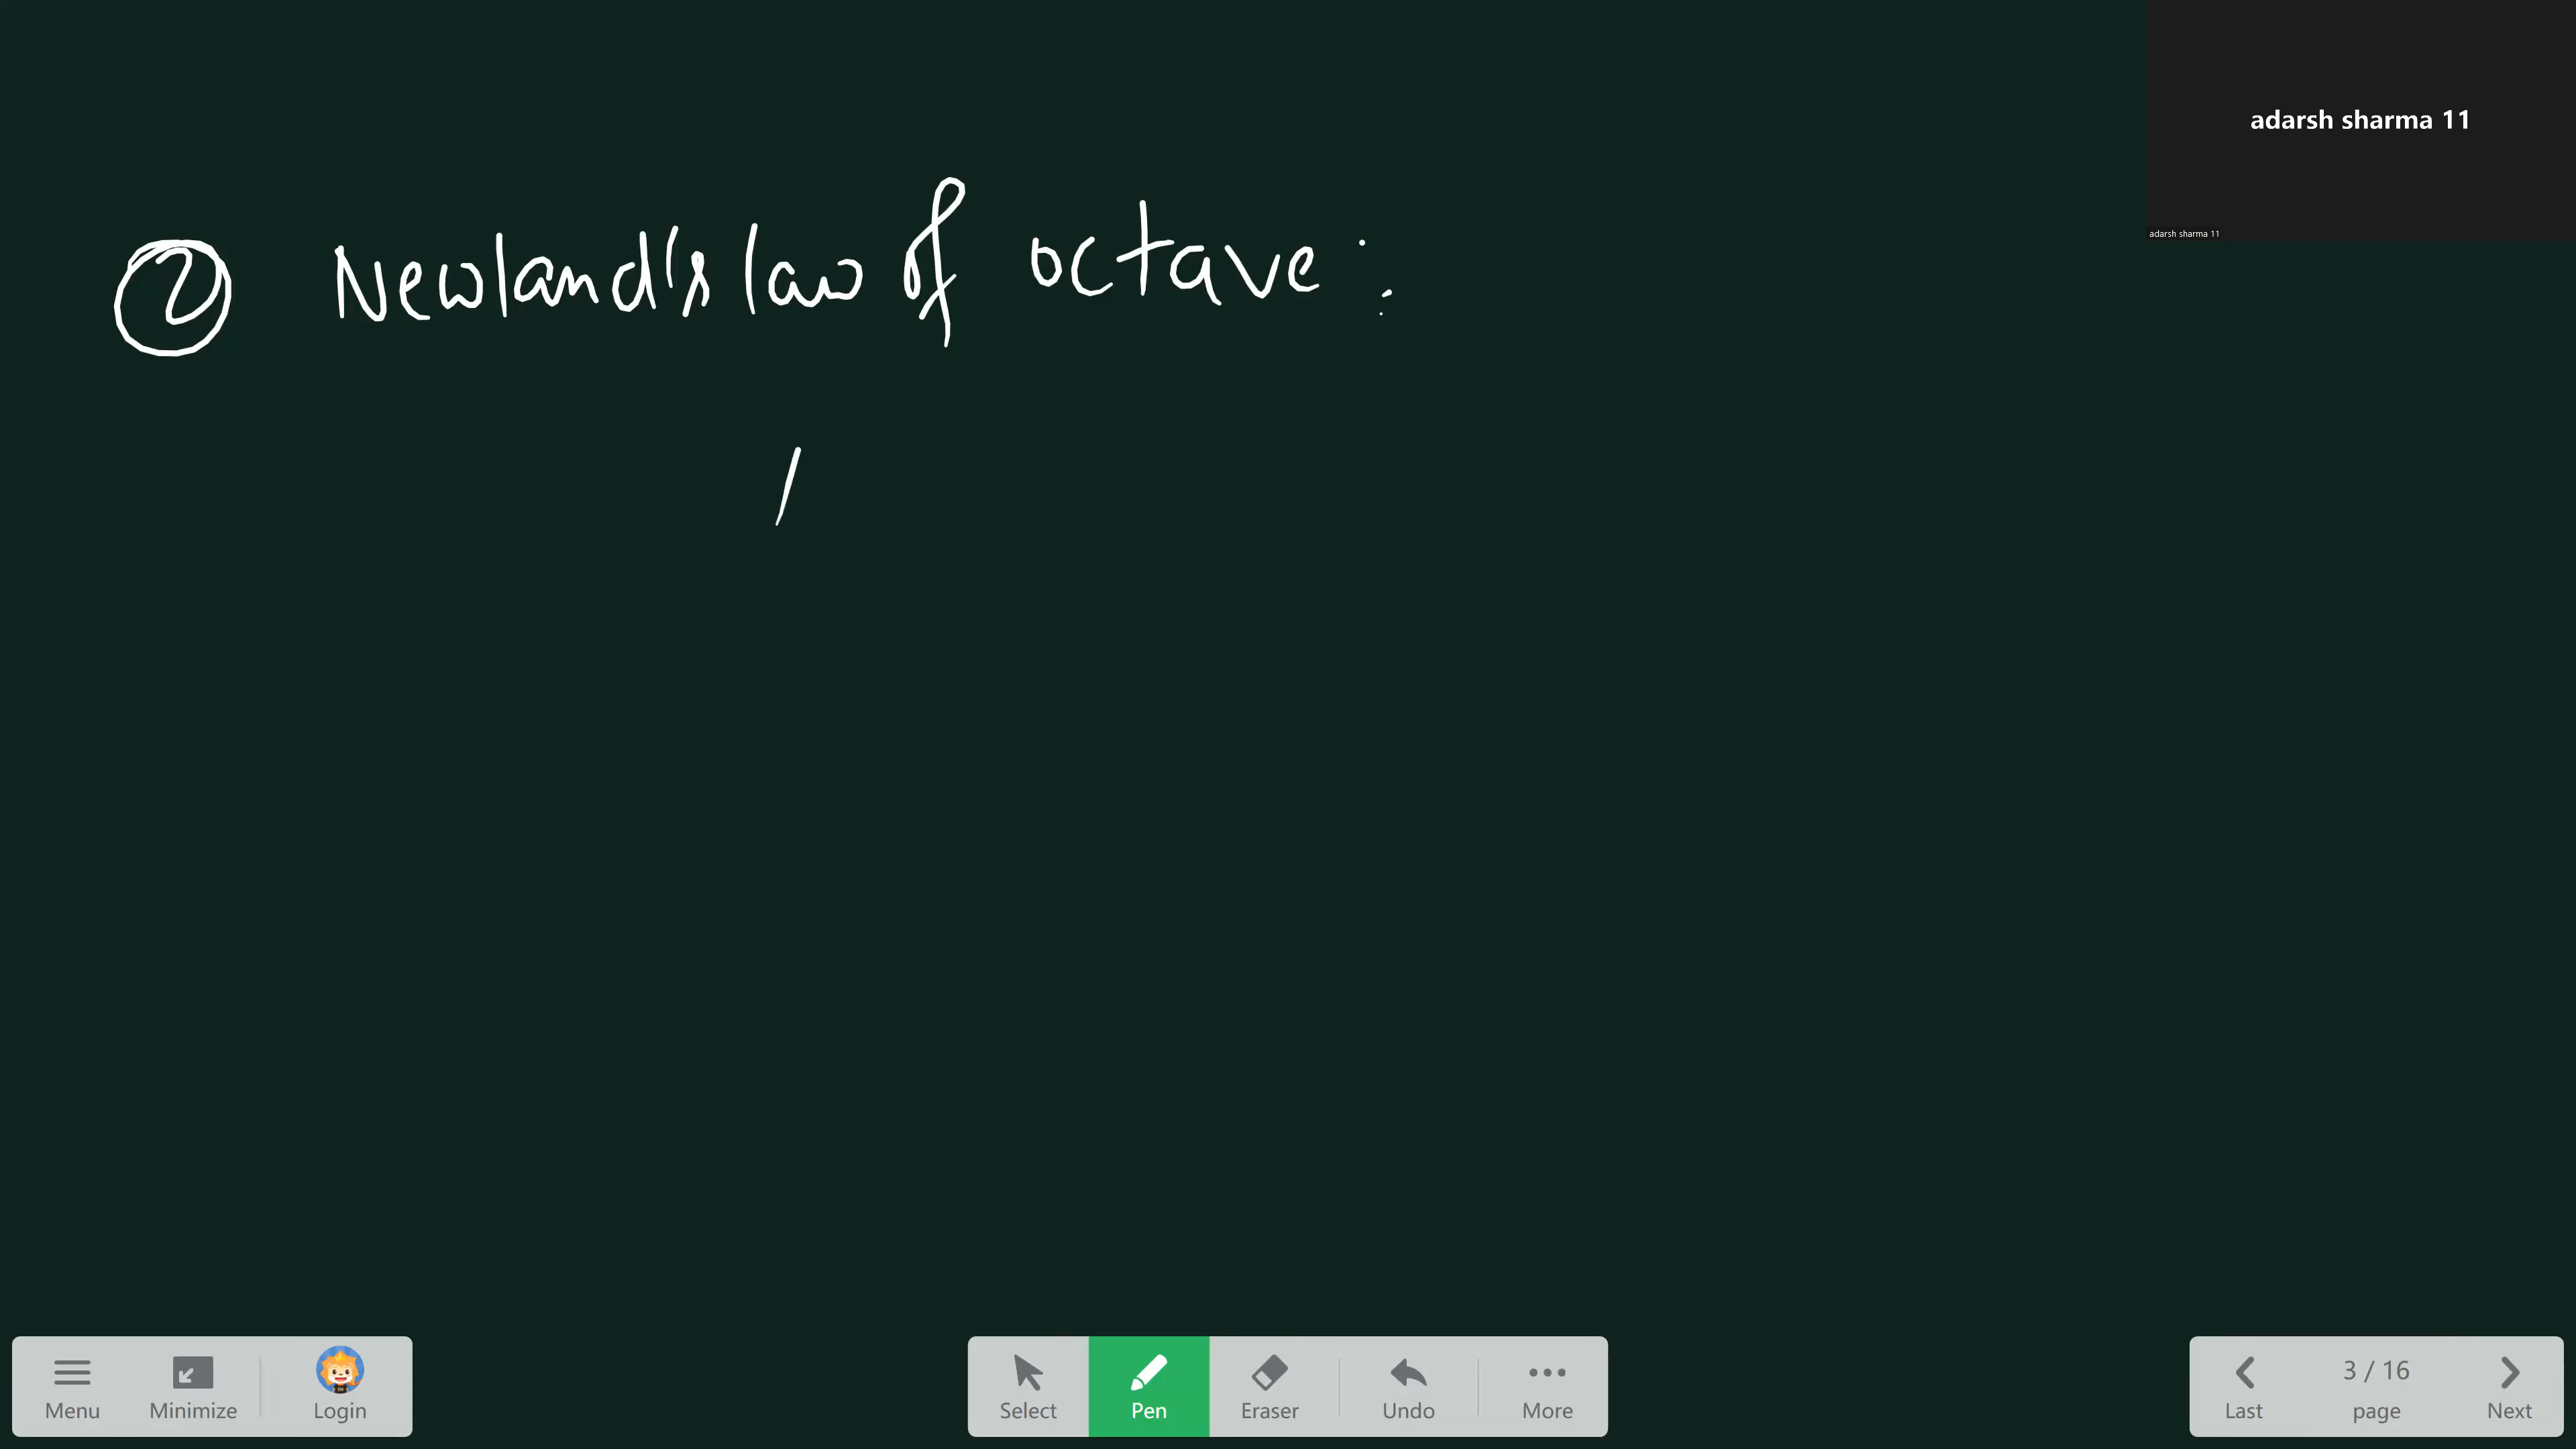 adarsh sharma 11
adarsh sharma 11
② Newland's law of octave :
/
Menu Minimize Login
Select Pen Eraser Undo More
Last 3 / 16 page Next